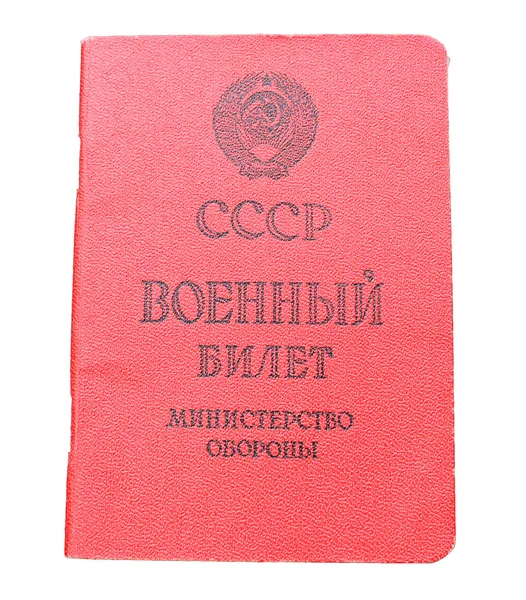 СССР
ВОЕННЫЙ
БИЛЕТ
МИНИСТЕРСТВО
ОБОРОНЫ